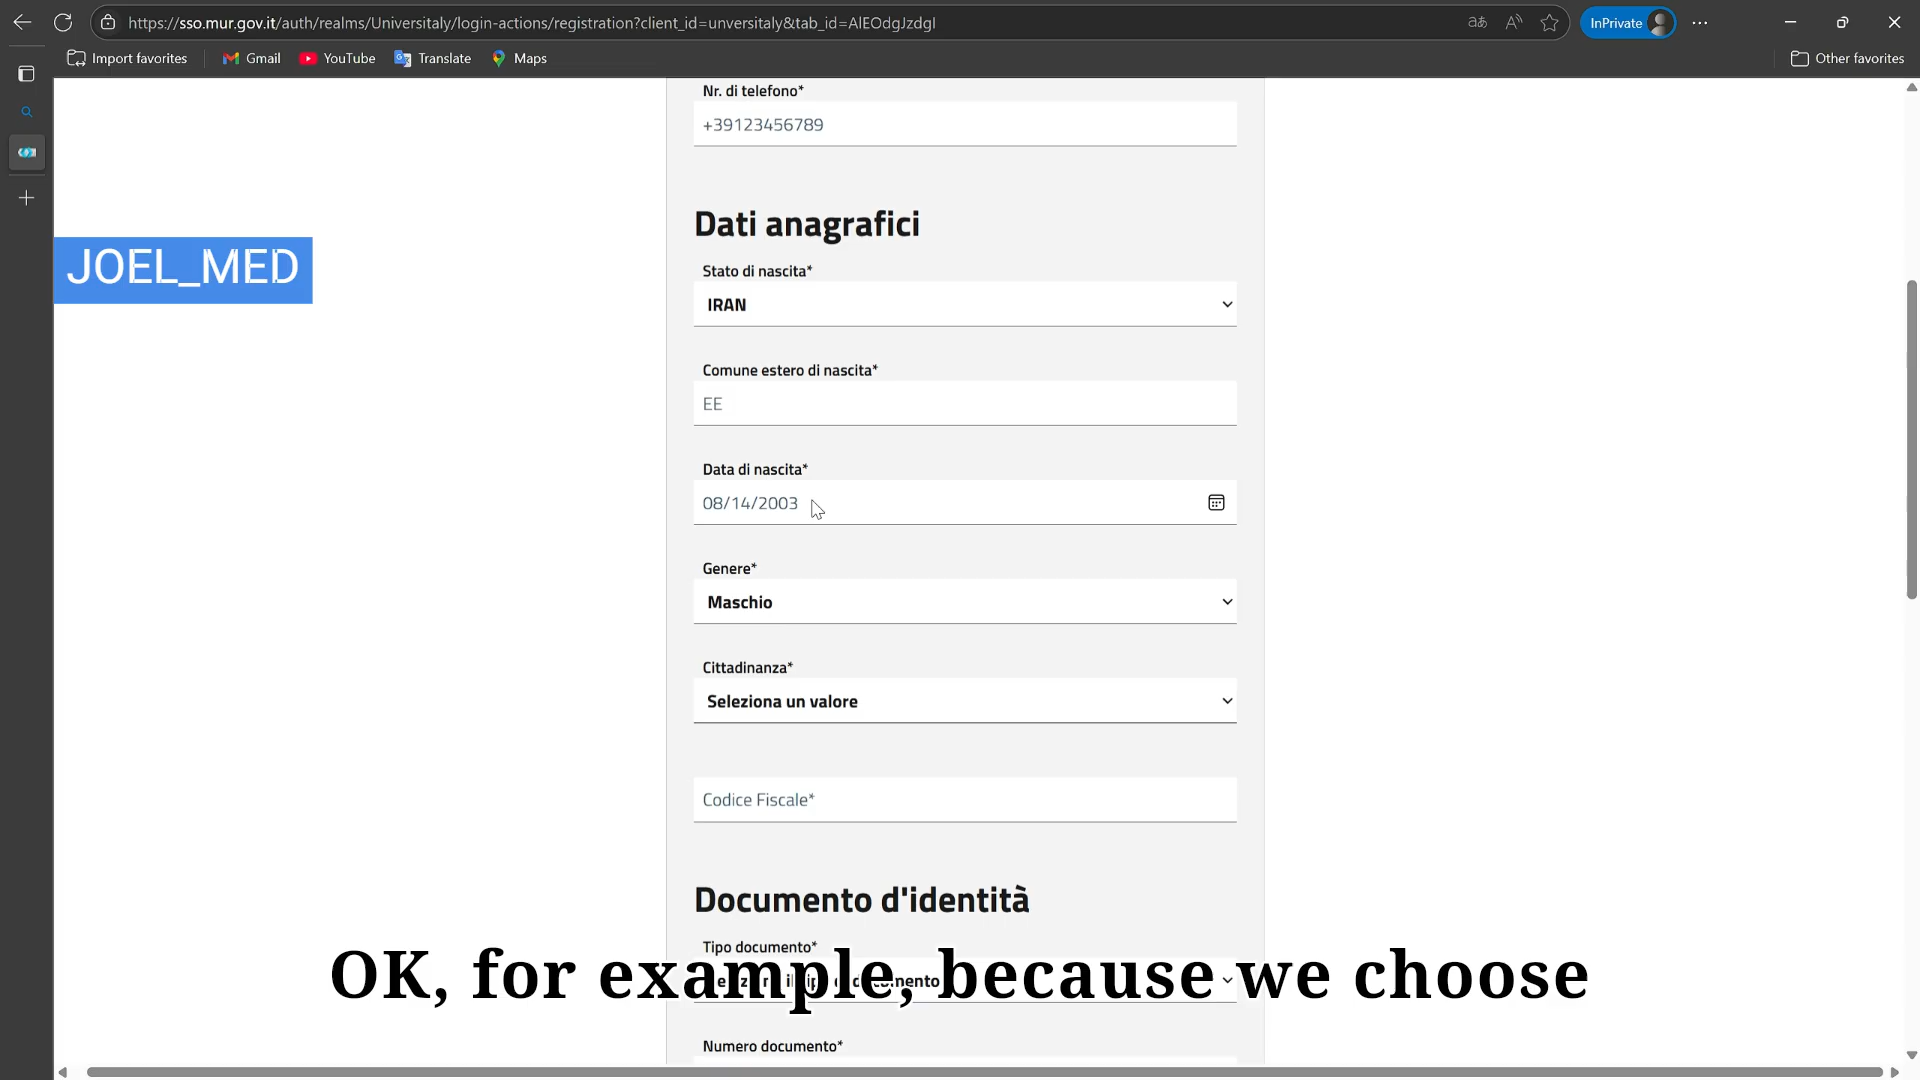 https://sso.mur.gov.it/auth/realms/Universitaly/login-actions/registration?client_id=unversitaly&tab_id=AlEOdgJzdgI
InPrivate
Import favorites
Gmail
YouTube
Translate
Maps
Other favorites
Nr. di telefono*
+39123456789
Dati anagrafici
JOEL_MED
Stato di nascita*
IRAN
Comune estero di nascita*
EE
Data di nascita*
08/14/2003
Genere*
Maschio
Cittadinanza*
Seleziona un valore
Codice Fiscale*
Documento d'identità
Tipo documento*
OK, for example, because we choose
Numero documento*